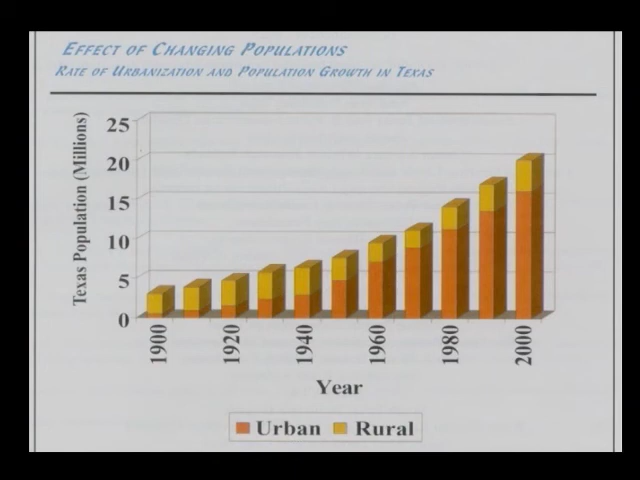 EFFECT OF CHANGING POPULATIONS
RATE OF URBANIZATION AND POPULATION GROWTH IN TEXAS
Texas Population (Millions)
25
20
15
10
5
0
1900 1920 1940 1960 1980 2000
Year
Urban Rural